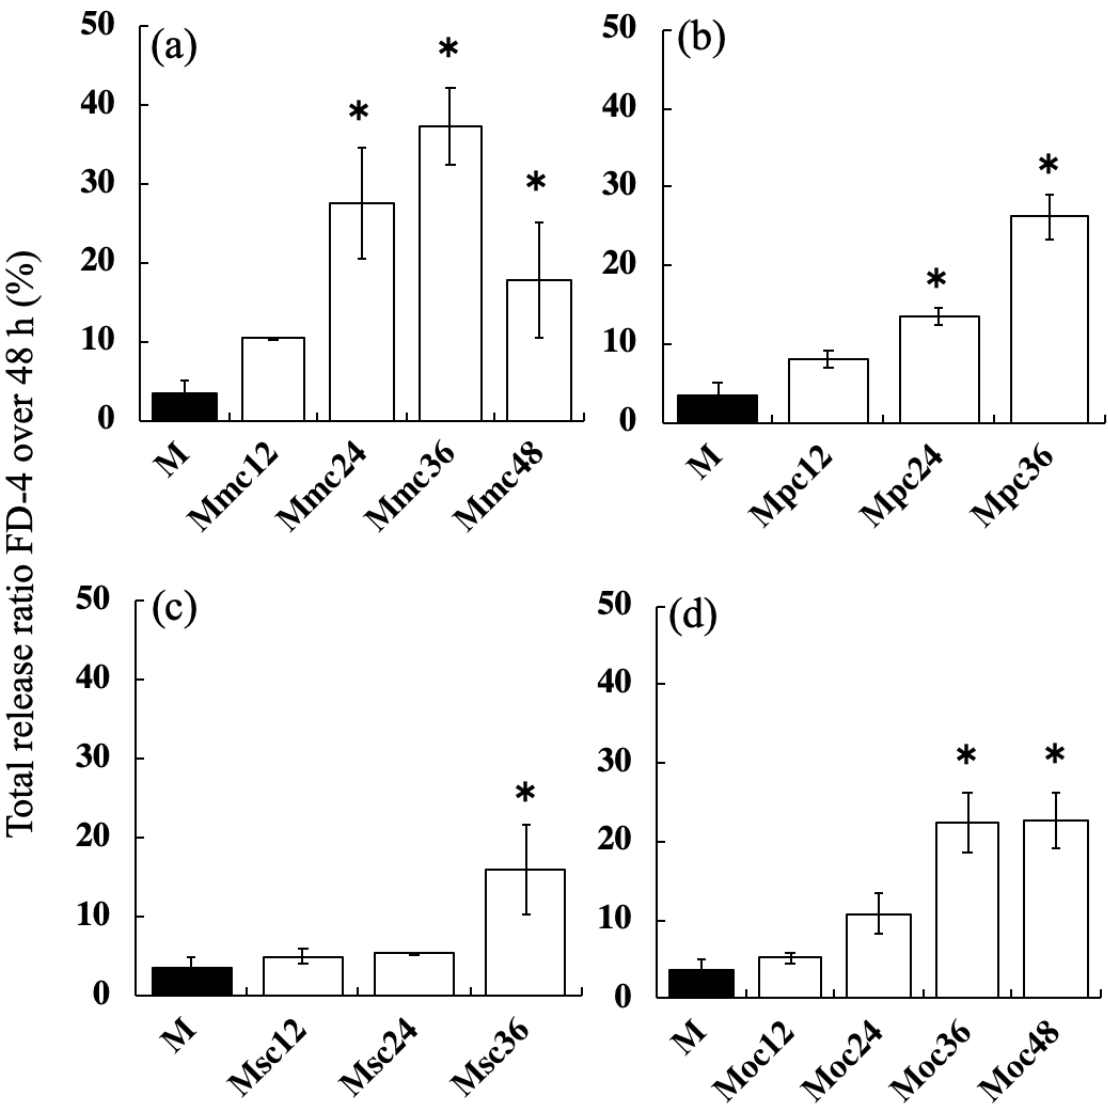 Total release ratio FD-4 over 48 h (%)
(a)
50
40
30
20
10
0
*
*
*
M
Mmc12
Mmc24
Mmc36
Mmc48
(b)
50
40
30
20
10
0
*
*
M
Mpc12
Mpc24
Mpc36
(c)
50
40
30
20
10
0
*
M
Msc12
Msc24
Msc36
(d)
50
40
30
20
10
0
*
*
M
Moc12
Moc24
Moc36
Moc48